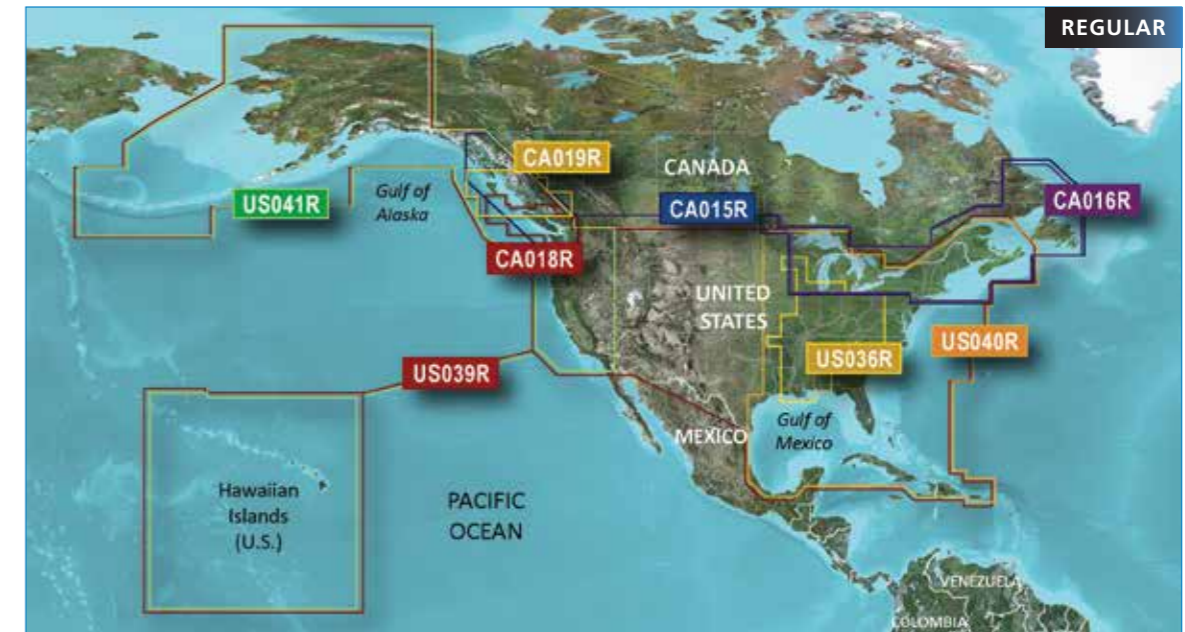 REGULAR
CA019R
CANADA
Gulf of
Alaska
US041R
CA015R
CA016R
CA018R
UNITED
STATES
US040R
US036R
US039R
Gulf of
Mexico
MEXICO
Hawaiian
Islands
(U.S.)
PACIFIC
OCEAN
VENEZUELA
COLOMBIA